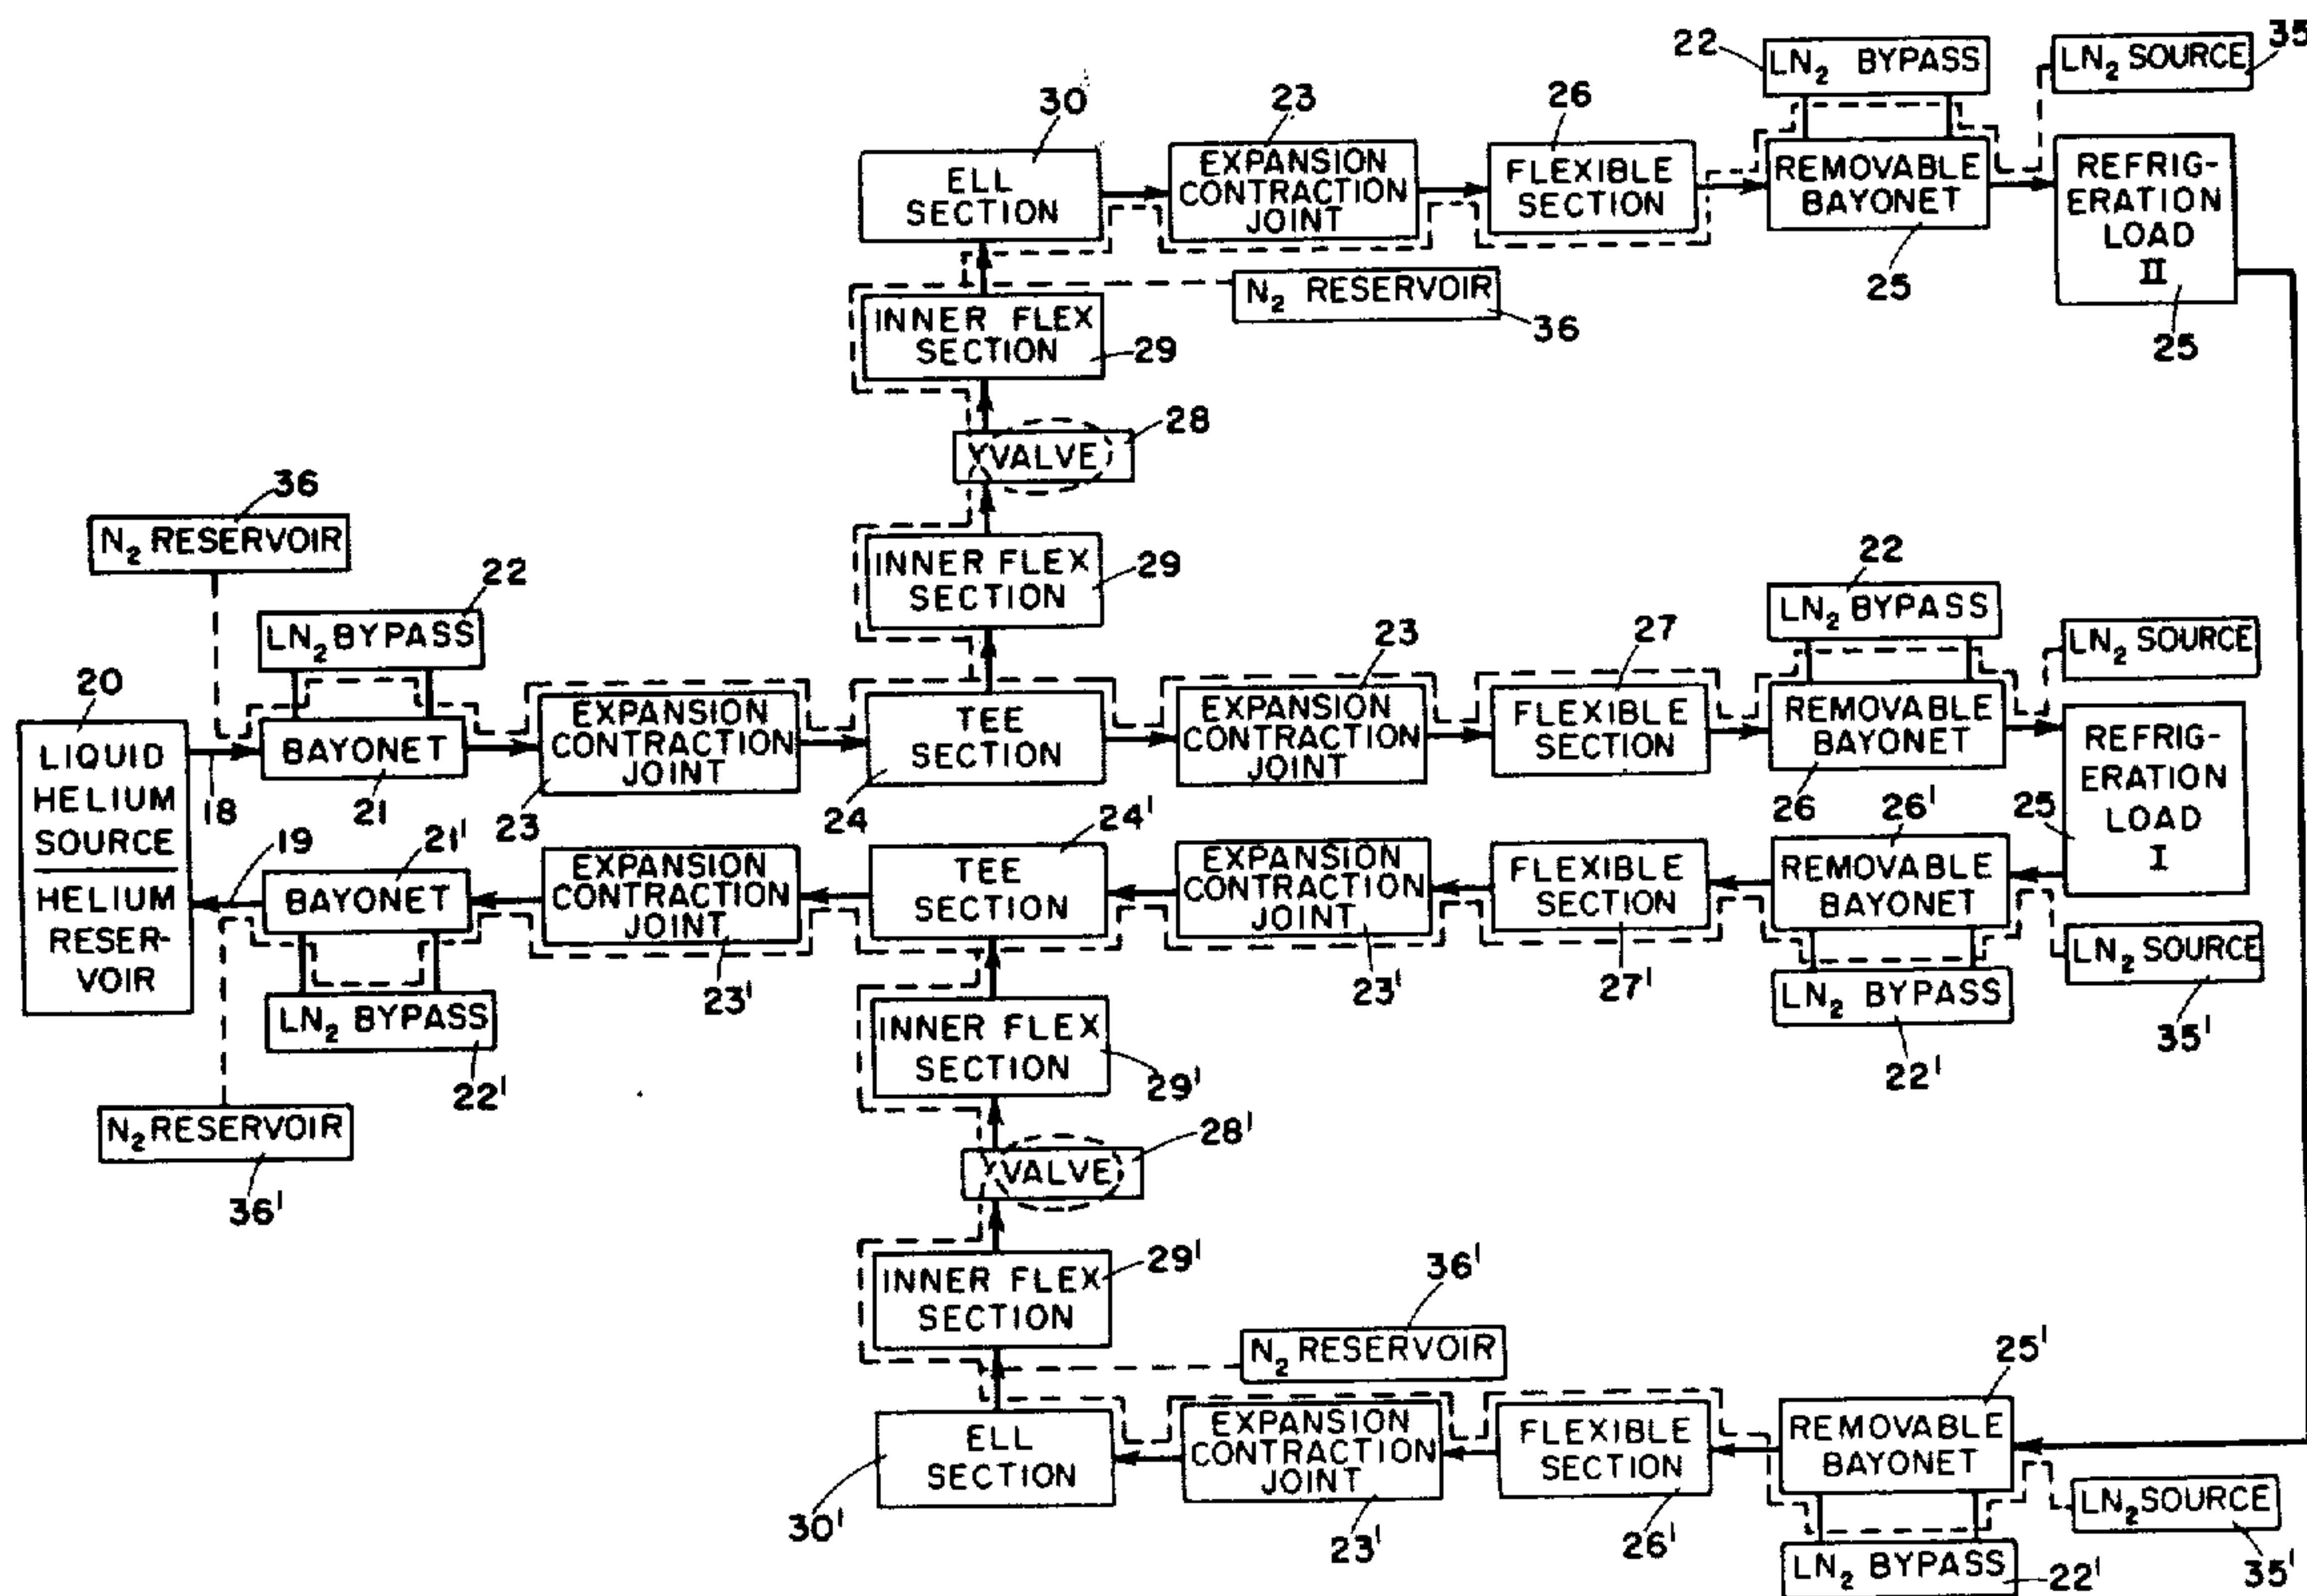 22
LN2 BYPASS
LN2 SOURCE
35
30
23
26
ELL
SECTION
EXPANSION
CONTRACTION
JOINT
FLEXIBLE
SECTION
REMOVABLE
BAYONET
REFRIG-
ERATION
LOAD
II
25
25
N2 RESERVOIR
36
INNER FLEX
SECTION
29
VALVE
28
36
N2 RESERVOIR
INNER FLEX
SECTION
29
22
LN2 BYPASS
22
LN2 BYPASS
LN2 SOURCE
20
LIQUID
HELIUM
SOURCE
HELIUM
RESER-
VOIR
18
BAYONET
21
EXPANSION
CONTRACTION
JOINT
23
TEE
SECTION
24
23
EXPANSION
CONTRACTION
JOINT
27
FLEXIBLE
SECTION
REMOVABLE
BAYONET
26
REFRIG-
ERATION
LOAD
I
25
19
21'
BAYONET
EXPANSION
CONTRACTION
JOINT
23'
24'
TEE
SECTION
EXPANSION
CONTRACTION
JOINT
23'
FLEXIBLE
SECTION
27'
26'
REMOVABLE
BAYONET
LN2 SOURCE
35'
LN2 BYPASS
22'
LN2 BYPASS
22'
N2 RESERVOIR
36'
INNER FLEX
SECTION
29'
VALVE
28'
INNER FLEX
SECTION
29'
36'
N2 RESERVOIR
ELL
SECTION
30'
EXPANSION
CONTRACTION
JOINT
23'
FLEXIBLE
SECTION
26'
25'
REMOVABLE
BAYONET
LN2 SOURCE
35'
LN2 BYPASS
22'